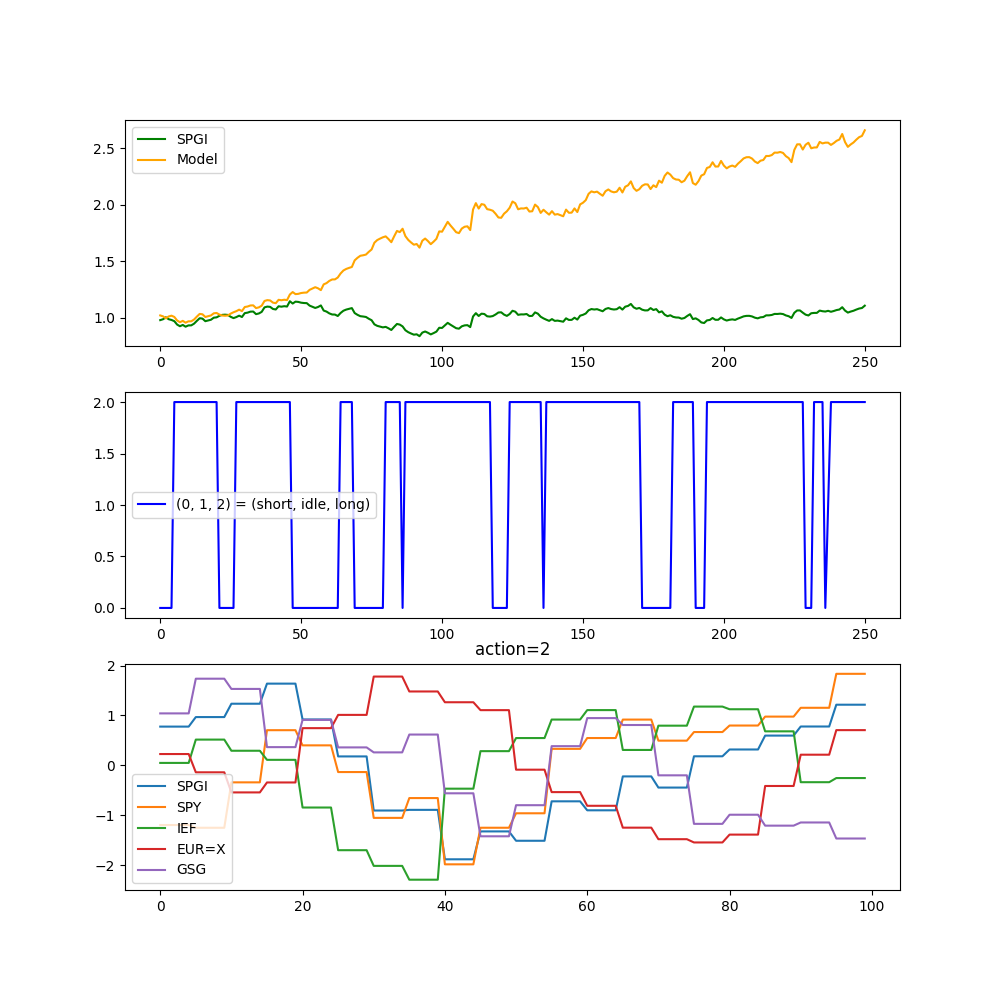 SPGI
Model
2.5
2.0
1.5
1.0
0 50 100 150 200 250
2.0
1.5
1.0
0.5
0.0
(0, 1, 2) = (short, idle, long)
0 50 100 150 200 250
action=2
2
1
0
−1
−2
SPGI
SPY
IEF
EUR=X
GSG
0 20 40 60 80 100